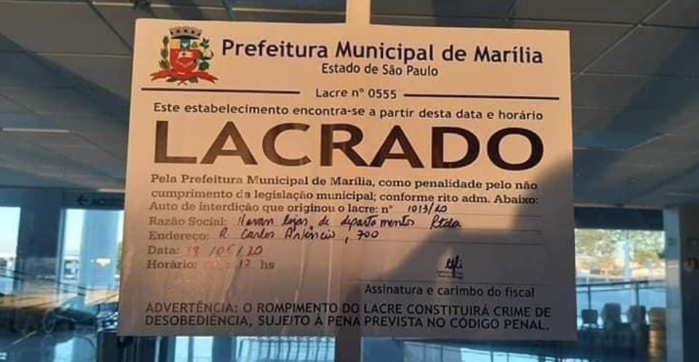 Prefeitura Municipal de Marília
Estado de São Paulo
Lacre nº 0555
Este estabelecimento encontra-se a partir desta data e horário
LACRADO
Pela Prefeitura Municipal de Marília, como penalidade pelo não
cumprimento da legislação municipal; conforme rito adm. Abaixo:
Auto de interdição que originou o lacre: nº 1013/20
Razão Social: Havan lojas de departamentos Ltda
Endereço: R Carlos Artêncio, 700
Data: /05/20
Horário: hs
Assinatura e carimbo do fiscal
ADVERTÊNCIA: O ROMPIMENTO DO LACRE CONSTITUIRÁ CRIME DE
DESOBEDIÊNCIA, SUJEITO À PENA PREVISTA NO CÓDIGO PENAL.